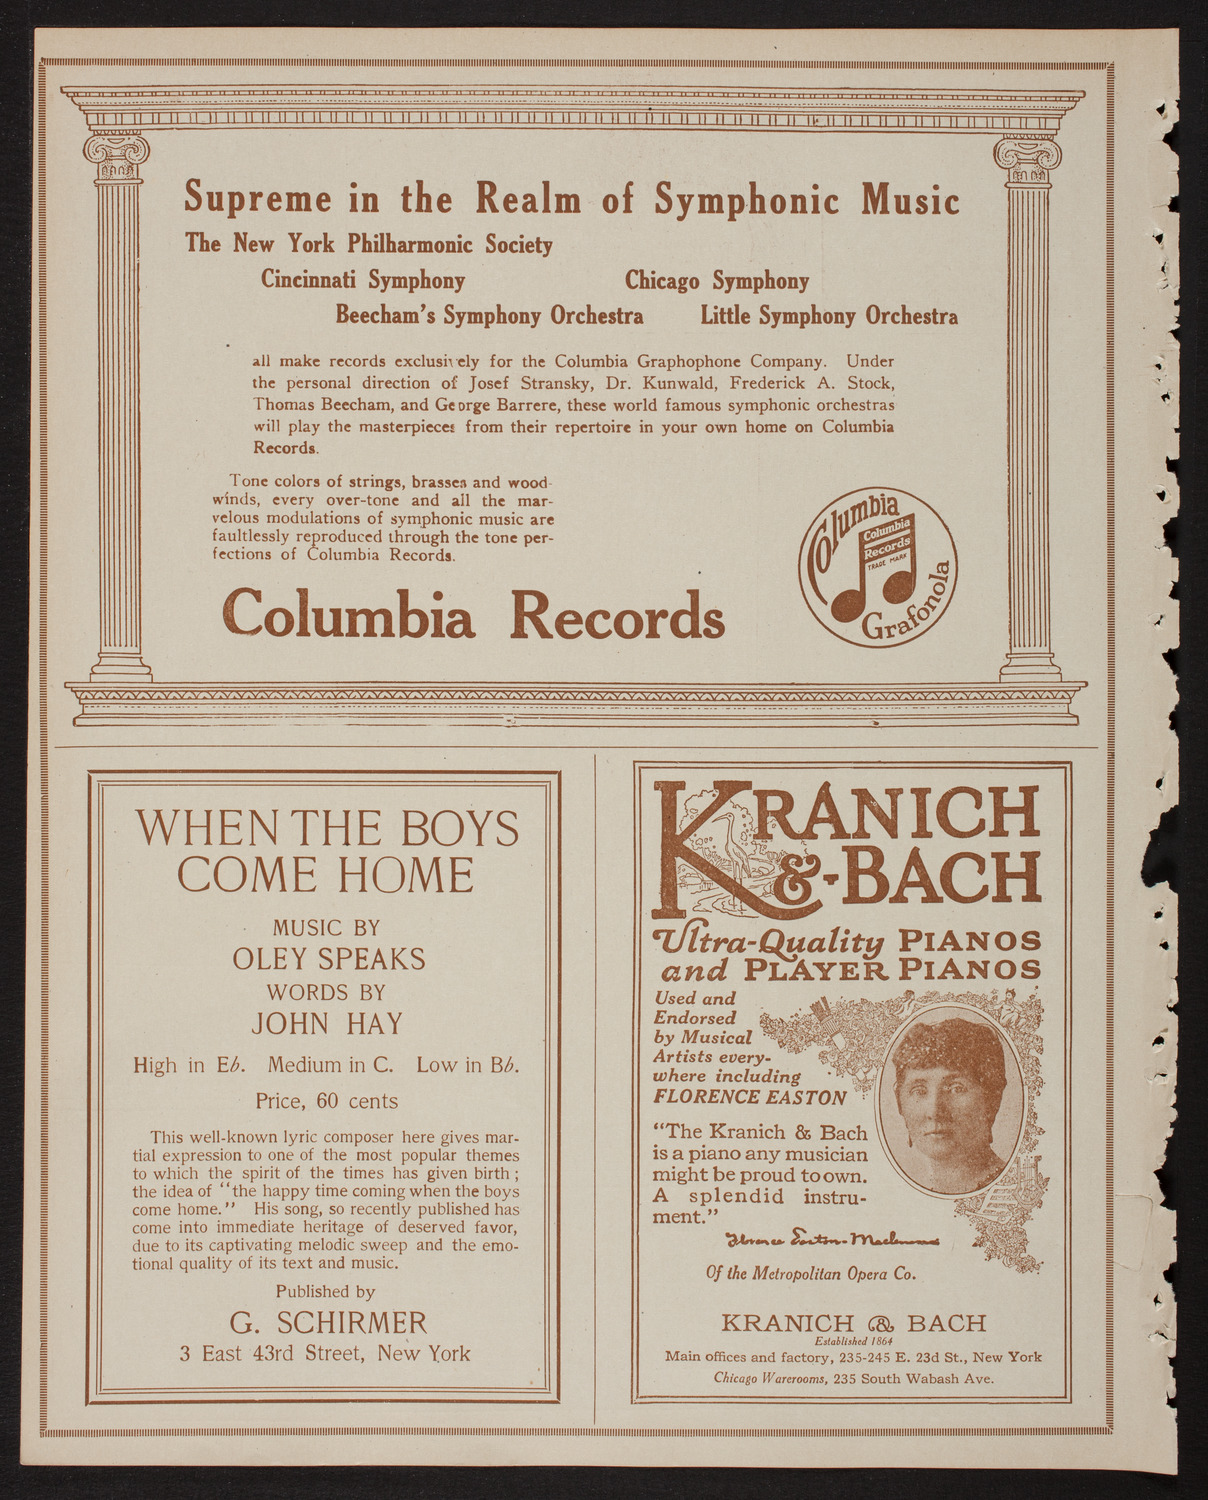 Supreme in the Realm of Symphonic Music
The New York Philharmonic Society
Cincinnati Symphony Chicago Symphony
Beecham's Symphony Orchestra Little Symphony Orchestra
all make records exclusively for the Columbia Graphophone Company. Under
the personal direction of Josef Stransky, Dr. Kunwald, Frederick A. Stock,
Thomas Beecham, and George Barrere, these world famous symphonic orchestras
will play the masterpieces from their repertoire in your own home on Columbia
Records.
Tone colors of strings, brasses and wood-
winds, every over-tone and all the mar-
velous modulations of symphonic music are
faultlessly reproduced through the tone per-
fections of Columbia Records.
Columbia Records
Columbia
Columbia
Records
TRADE MARK
Grafonola
WHEN THE BOYS
COME HOME
MUSIC BY
OLEY SPEAKS
WORDS BY
JOHN HAY
High in E♭. Medium in C. Low in B♭.
Price, 60 cents
This well-known lyric composer here gives mar-
tial expression to one of the most popular themes
to which the spirit of the times has given birth;
the idea of "the happy time coming when the boys
come home." His song, so recently published has
come into immediate heritage of deserved favor,
due to its captivating melodic sweep and the emo-
tional quality of its text and music.
Published by
G. SCHIRMER
3 East 43rd Street, New York
KRANICH
&-BACH
Ultra-Quality PIANOS
and PLAYER PIANOS
Used and
Endorsed
by Musical
Artists every-
where including
FLORENCE EASTON
"The Kranich & Bach
is a piano any musician
might be proud to own.
A splendid instru-
ment."
Florence Easton-Maclennan
Of the Metropolitan Opera Co.
KRANICH & BACH
Established 1864
Main offices and factory, 235-245 E. 23d St., New York
Chicago Warerooms, 235 South Wabash Ave.